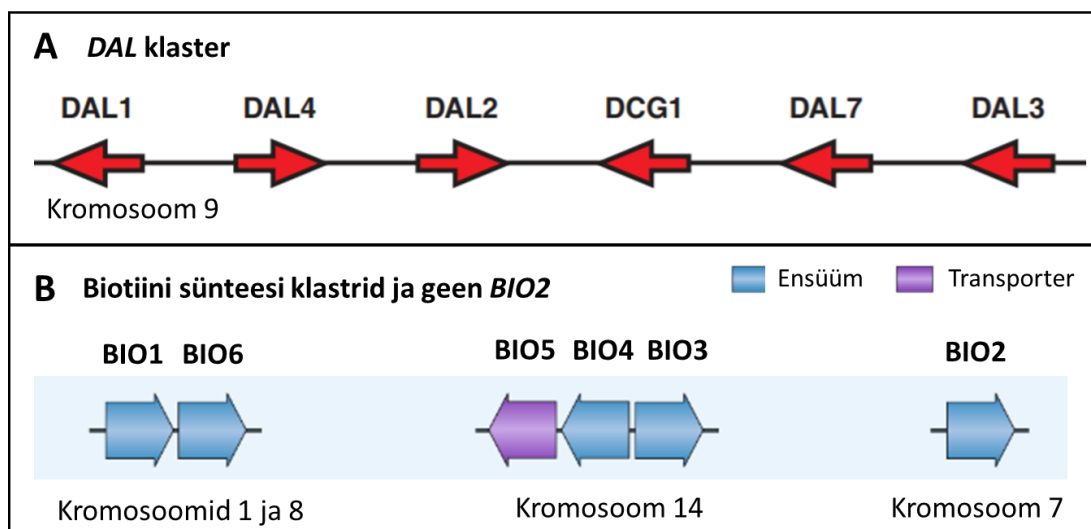 A DAL klaster
DAL1 DAL4 DAL2 DCG1 DAL7 DAL3
Kromosoom 9
B Biotiini sünteesi klastrid ja geen BIO2
Ensüüm Transporter
BIO1 BIO6 BIO5 BIO4 BIO3 BIO2
Kromosoomid 1 ja 8 Kromosoom 14 Kromosoom 7